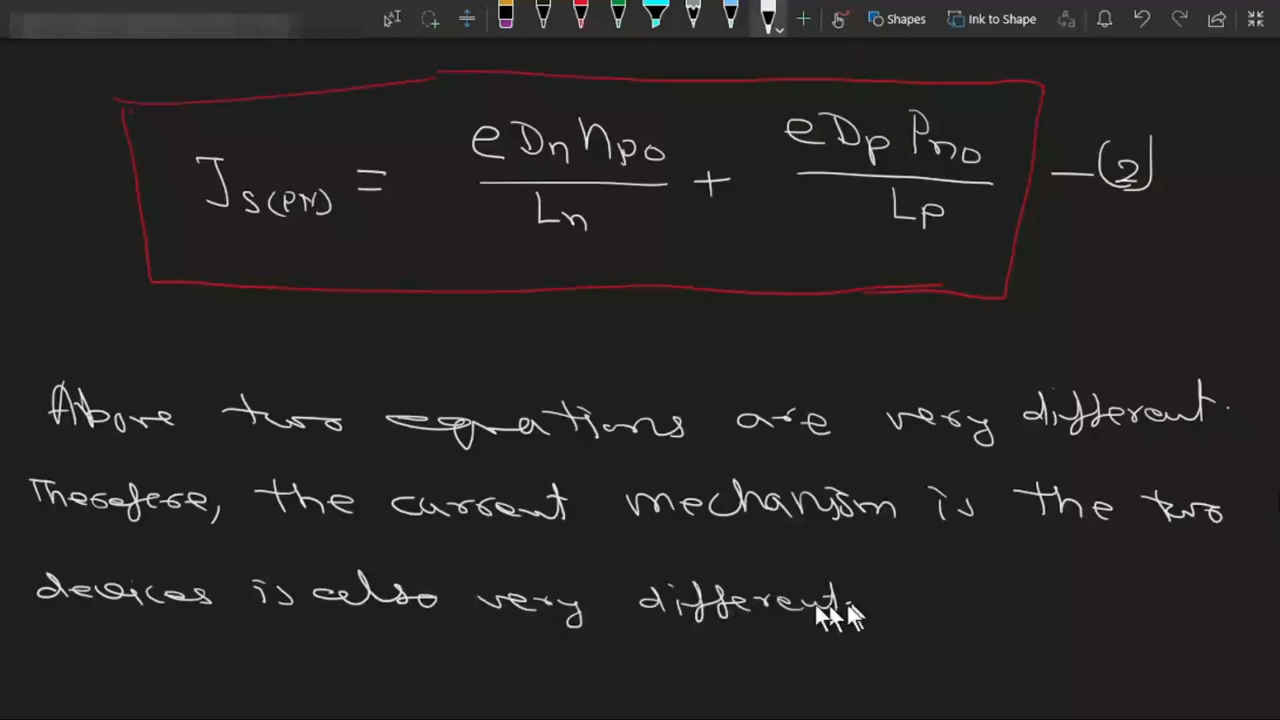 Shapes Ink to Shape
J_S(PN) = eD_n n_po / L_n + eD_p P_no / L_p — (2)
Above two equations are very different.
Therefore, the current mechanism is the two
devices is also very different.